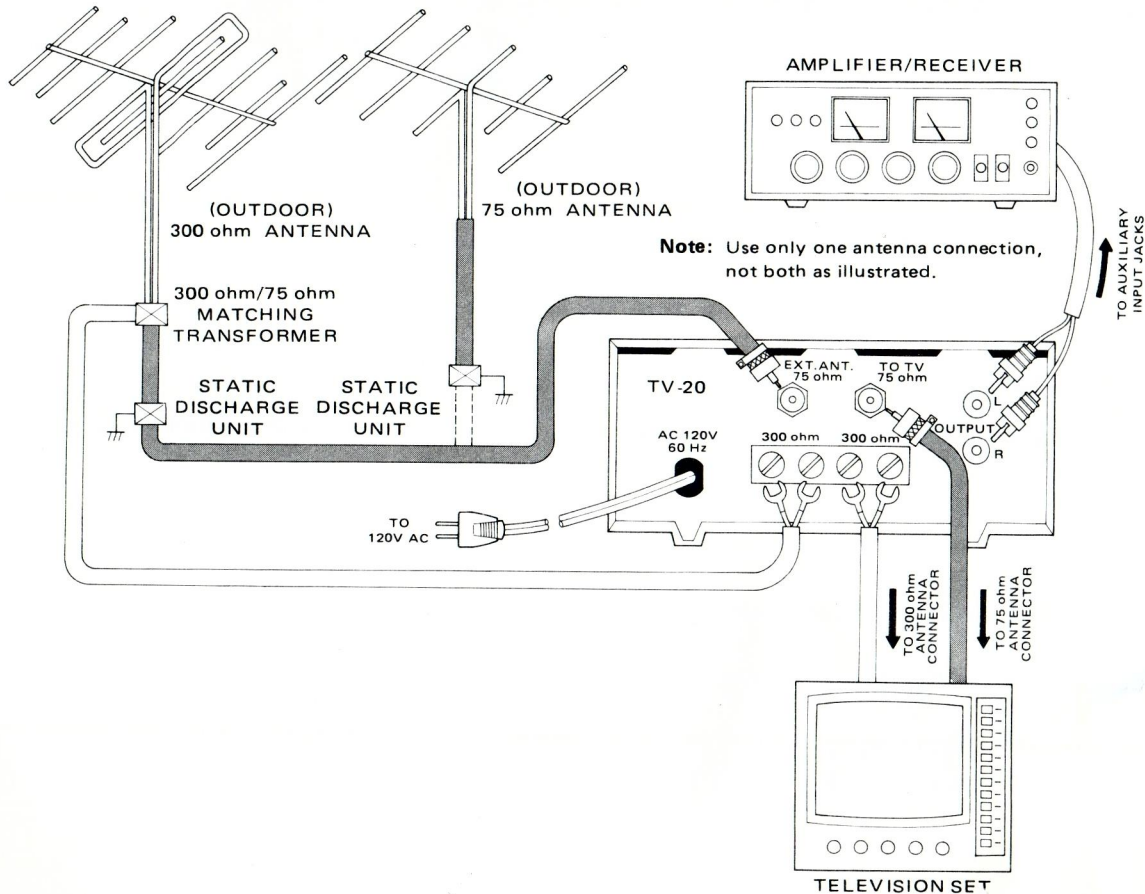 AMPLIFIER/RECEIVER
(OUTDOOR)
300 ohm ANTENNA
(OUTDOOR)
75 ohm ANTENNA
Note: Use only one antenna connection,
not both as illustrated.
TO AUXILIARY
INPUT JACKS
300 ohm/75 ohm
MATCHING
TRANSFORMER
STATIC
DISCHARGE
UNIT
STATIC
DISCHARGE
UNIT
TV-20
EXT. ANT.
75 ohm
TO TV
75 ohm
L
OUTPUT
R
AC 120V
60 Hz
300 ohm
300 ohm
TO
120V AC
TO 300 ohm
ANTENNA
CONNECTOR
TO 75 ohm
ANTENNA
CONNECTOR
TELEVISION SET